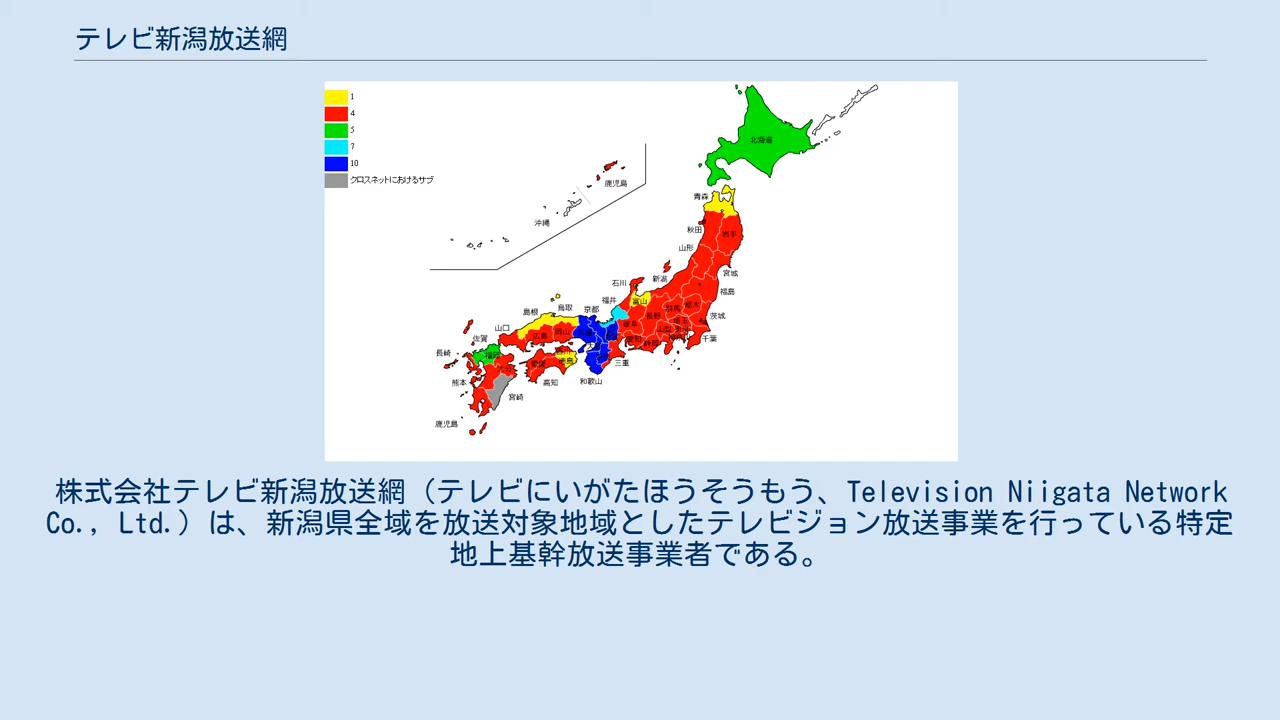 テレビ新潟放送網
1
4
5
7
10
クロスネットにおけるサブ
北海道
鹿児島
青森
沖縄
秋田
岩手
山形
宮城
新潟
石川
福島
福井
富山
鳥取
京都
島根
群馬
栃木
長野
茨城
埼玉
山口
岐阜
広島
岡山
山梨
佐賀
千葉
愛知
静岡
長崎
福岡
徳島
三重
愛媛
大分
熊本
高知
和歌山
宮崎
鹿児島
株式会社テレビ新潟放送網（テレビにいがたほうそうもう、Television Niigata Network
Co., Ltd.）は、新潟県全域を放送対象地域としたテレビジョン放送事業を行っている特定
地上基幹放送事業者である。